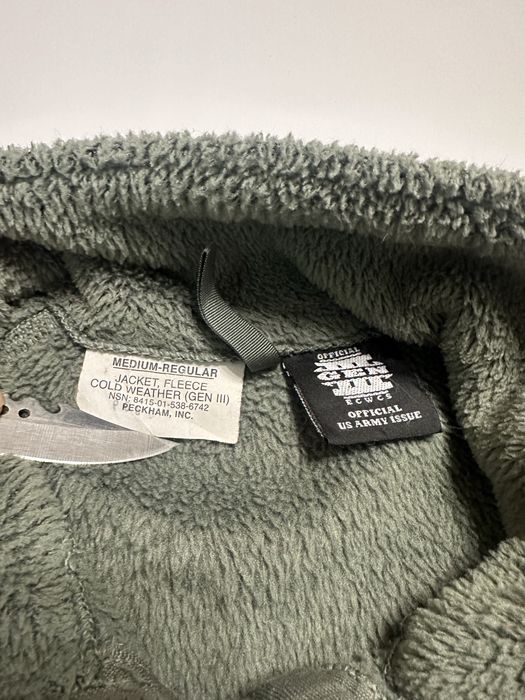 MEDIUM-REGULAR
JACKET, FLEECE
COLD WEATHER (GEN III)
NSN: 8415-01-538-6742
PECKHAM, INC.
OFFICIAL
GEN
III
ECWCS
OFFICIAL
US ARMY ISSUE